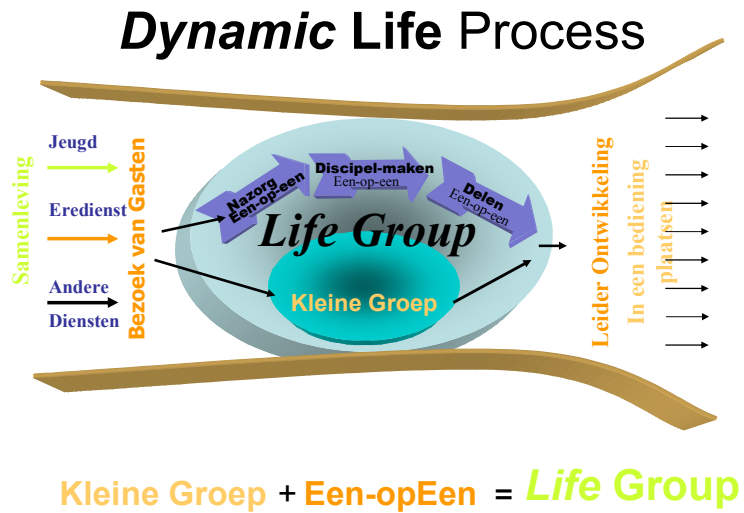 Dynamic Life Process
Samenleving
Jeugd
Eredienst
Andere
Diensten
Bezoek van Gasten
Nazorg
Een-op-een
Discipel-maken
Een-op-een
Delen
Een-op-een
Life Group
Kleine Groep
Leider Ontwikkeling
In een bediening
plaatsen
Kleine Groep + Een-opEen = Life Group